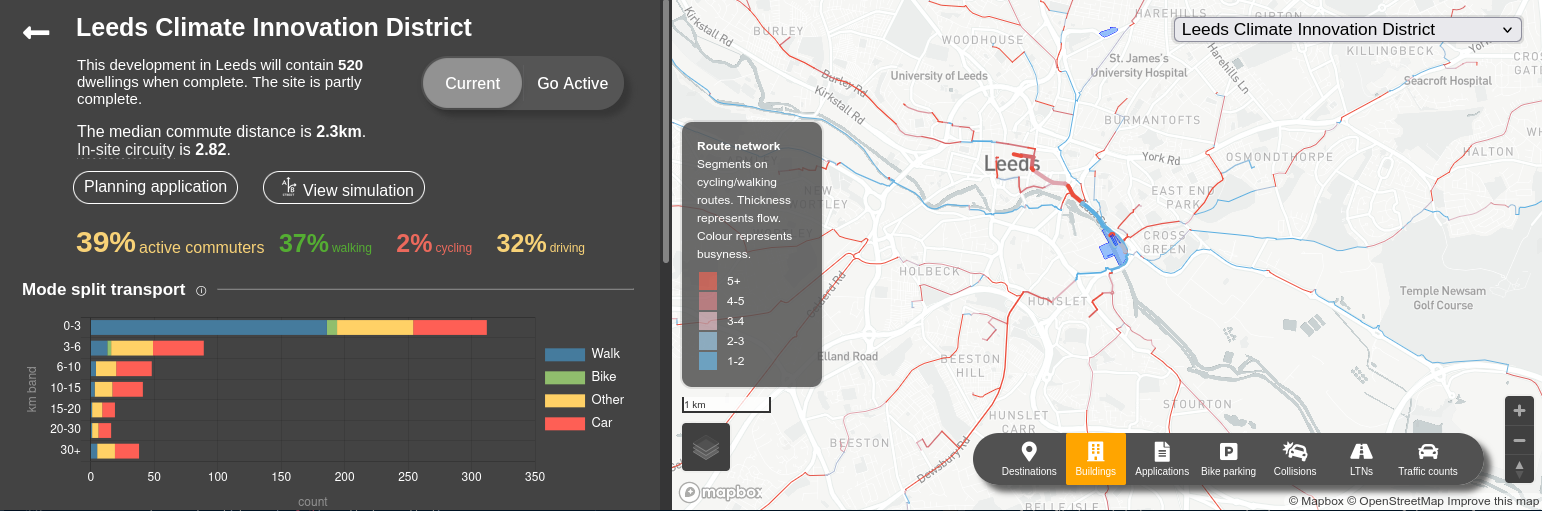 Leeds Climate Innovation District
This development in Leeds will contain 520
dwellings when complete. The site is partly
complete.
Current
Go Active
The median commute distance is 2.3km.
In-site circuity is 2.82.
Planning application
View simulation
39% active commuters
37% walking
2% cycling
32% driving
Mode split transport
km band
0-3
3-6
6-10
10-15
15-20
20-30
30+
0 50 100 150 200 250 300 350
count
Walk
Bike
Other
Car
Leeds Climate Innovation District
Kirkstall Rd
BURLEY
WOODHOUSE
HAREHILLS
GIPTON
KILLINGBECK
CROSS
Harehills Ln
St. James's
University Hospital
University of Leeds
Seacroft Hospital
Burley Rd
Kirkstall Rd
BURMANTOFTS
Leeds
York Rd
OSMONDTHORPE
HALTON
EAST END
PARK
CROSS
GREEN
HOLBECK
HUNSLET
Temple Newsam
Golf Course
Elland Road
BEESTON
HILL
STOURTON
HUNSLET
CARR
BEESTON
Dewsbury Rd
BELLE ISLE
Route network
Segments on
cycling/walking
routes. Thickness
represents flow.
Colour represents
busyness.
5+
4-5
3-4
2-3
1-2
1 km
Destinations
Buildings
Applications
Bike parking
Collisions
LTNs
Traffic counts
mapbox
© Mapbox © OpenStreetMap Improve this map